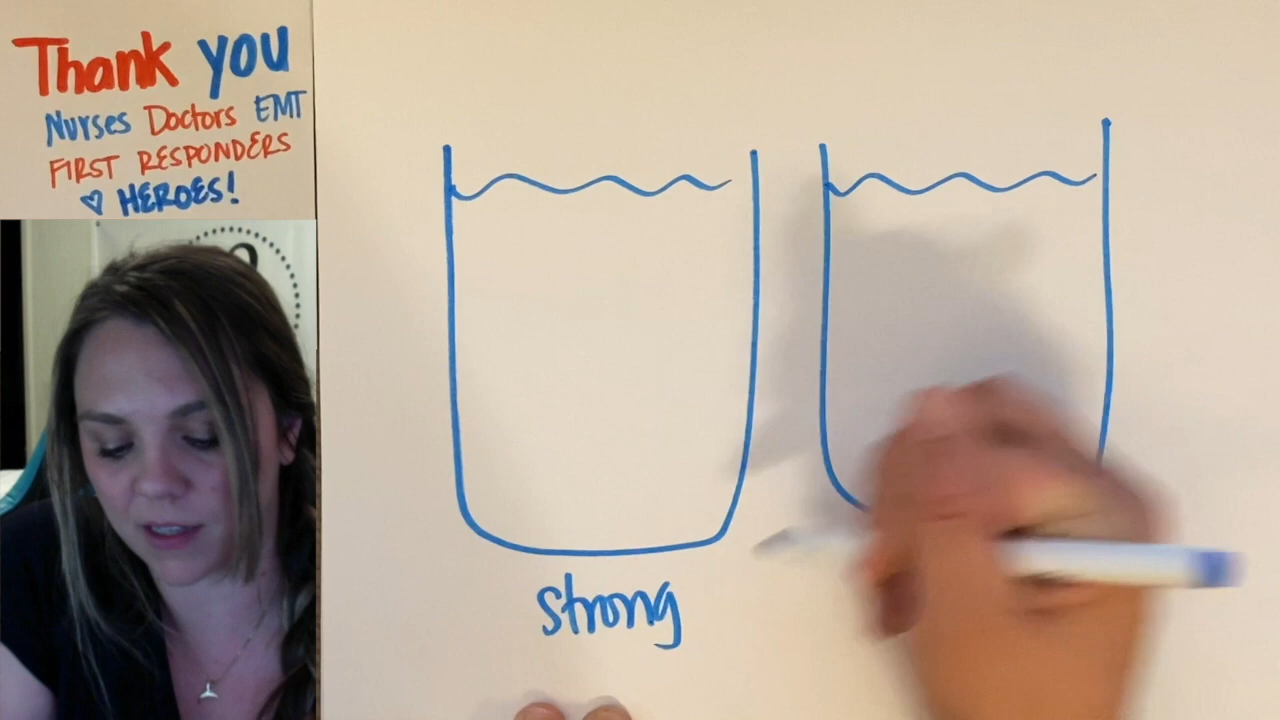 Thank you
Nurses Doctors EMT
FIRST RESPONDERS
♡ HEROES!
strong